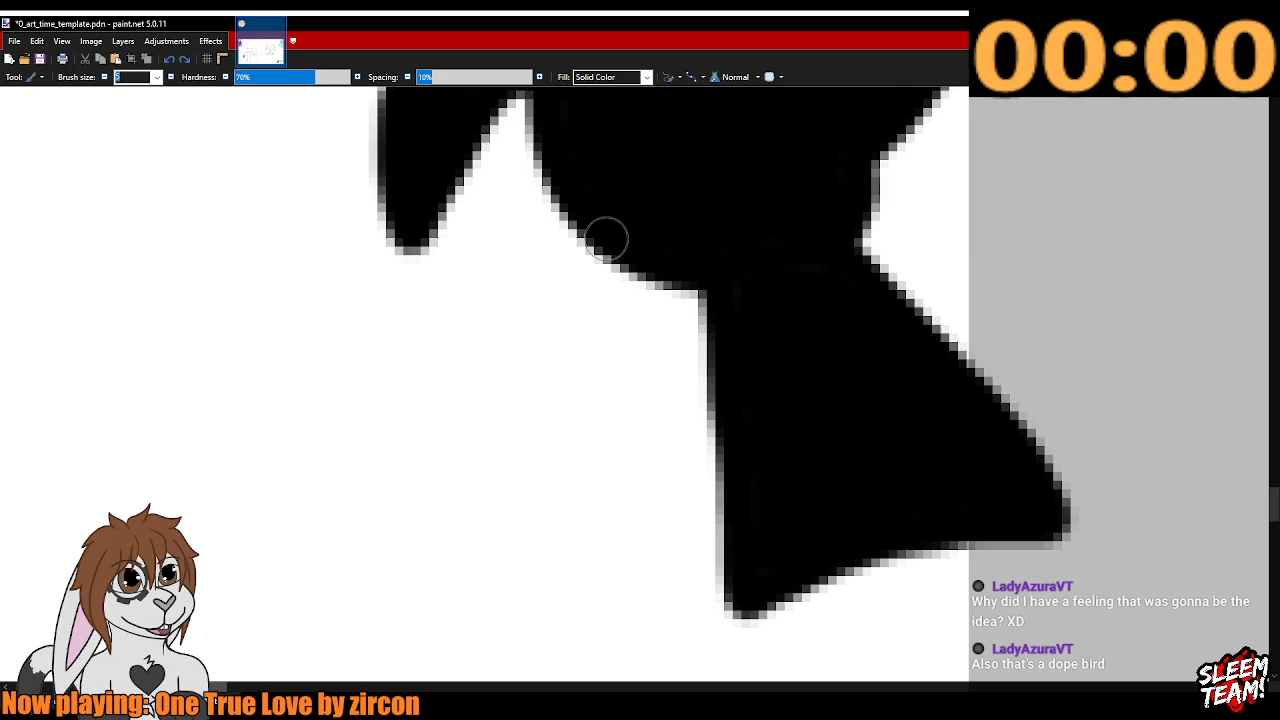 *0_art_time_template.pdn - paint.net 5.0.11
File Edit View Image Layers Adjustments Effects
Tool: Brush size: 5 Hardness: 70% Spacing: 10% Fill: Solid Color Normal
00:00
LadyAzuraVT
Why did I have a feeling that was gonna be the
idea? XD
LadyAzuraVT
Also that's a dope bird
SLEEM
TEAM!
Now playing: One True Love by zircon